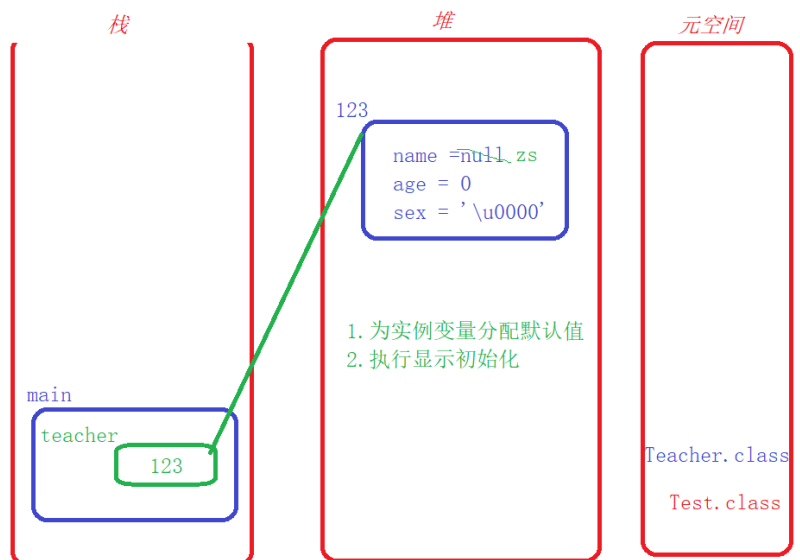 栈
堆
元空间
123
name =null zs
age = 0
sex = '\u0000'
1.为实例变量分配默认值
2.执行显示初始化
main
teacher
123
Teacher.class
Test.class